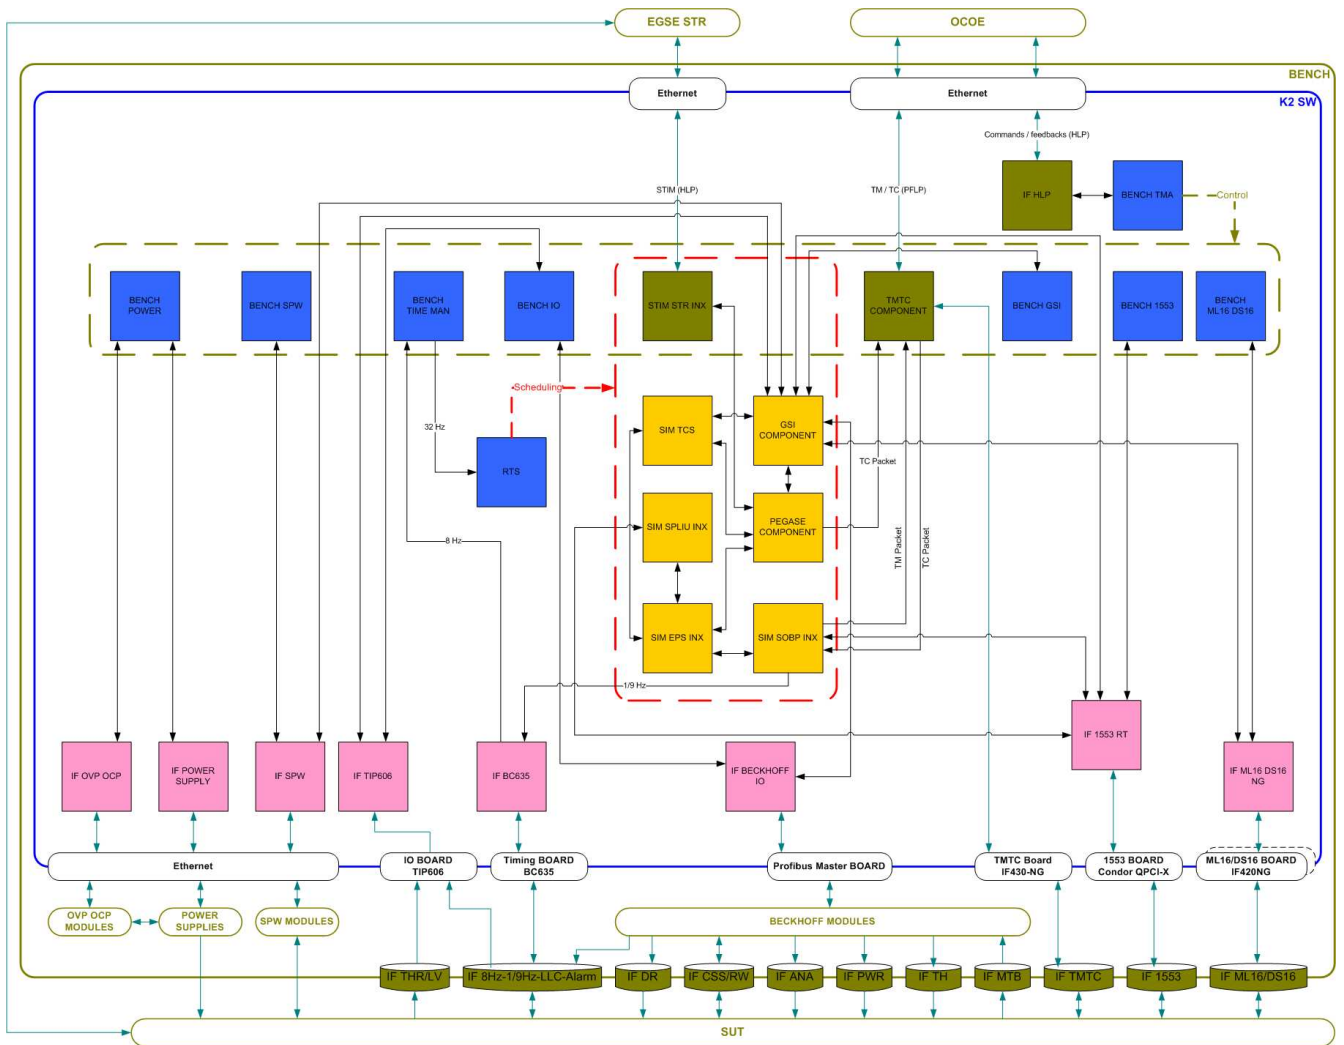 EGSE STR
OCOE
BENCH
Ethernet
Ethernet
K2 SW
Commands / feedbacks (HLP)
STIM (HLP)
TM / TC (PFLP)
IF HLP
BENCH TMA
Control
BENCH
POWER
BENCH SPW
BENCH
TIME MAN
BENCH IO
STIM STR INX
TMTC
COMPONENT
BENCH GSI
BENCH 1553
BENCH
ML16 DS16
Scheduling
32 Hz
SIM TCS
GSI
COMPONENT
RTS
TC Packet
SIM SPLIU INX
PEGASE
COMPONENT
8 Hz
TM Packet
TC Packet
SIM EPS INX
SIM SOBP INX
1/9 Hz
IF 1553 RT
IF OVP OCP
IF POWER
SUPPLY
IF SPW
IF TIP606
IF BC635
IF BECKHOFF
IO
IF ML16 DS16
NG
Ethernet
IO BOARD
TIP606
Timing BOARD
BC635
Profibus Master BOARD
TMTC Board
IF430-NG
1553 BOARD
Condor QPCI-X
ML16/DS16 BOARD
IF420NG
OVP OCP
MODULES
POWER
SUPPLIES
SPW MODULES
BECKHOFF MODULES
IF THR/LV
IF 8Hz-1/9Hz-LLC-Alarm
IF DR
IF CSS/RW
IF ANA
IF PWR
IF TH
IF MTB
IF TMTC
IF 1553
IF ML16/DS16
SUT